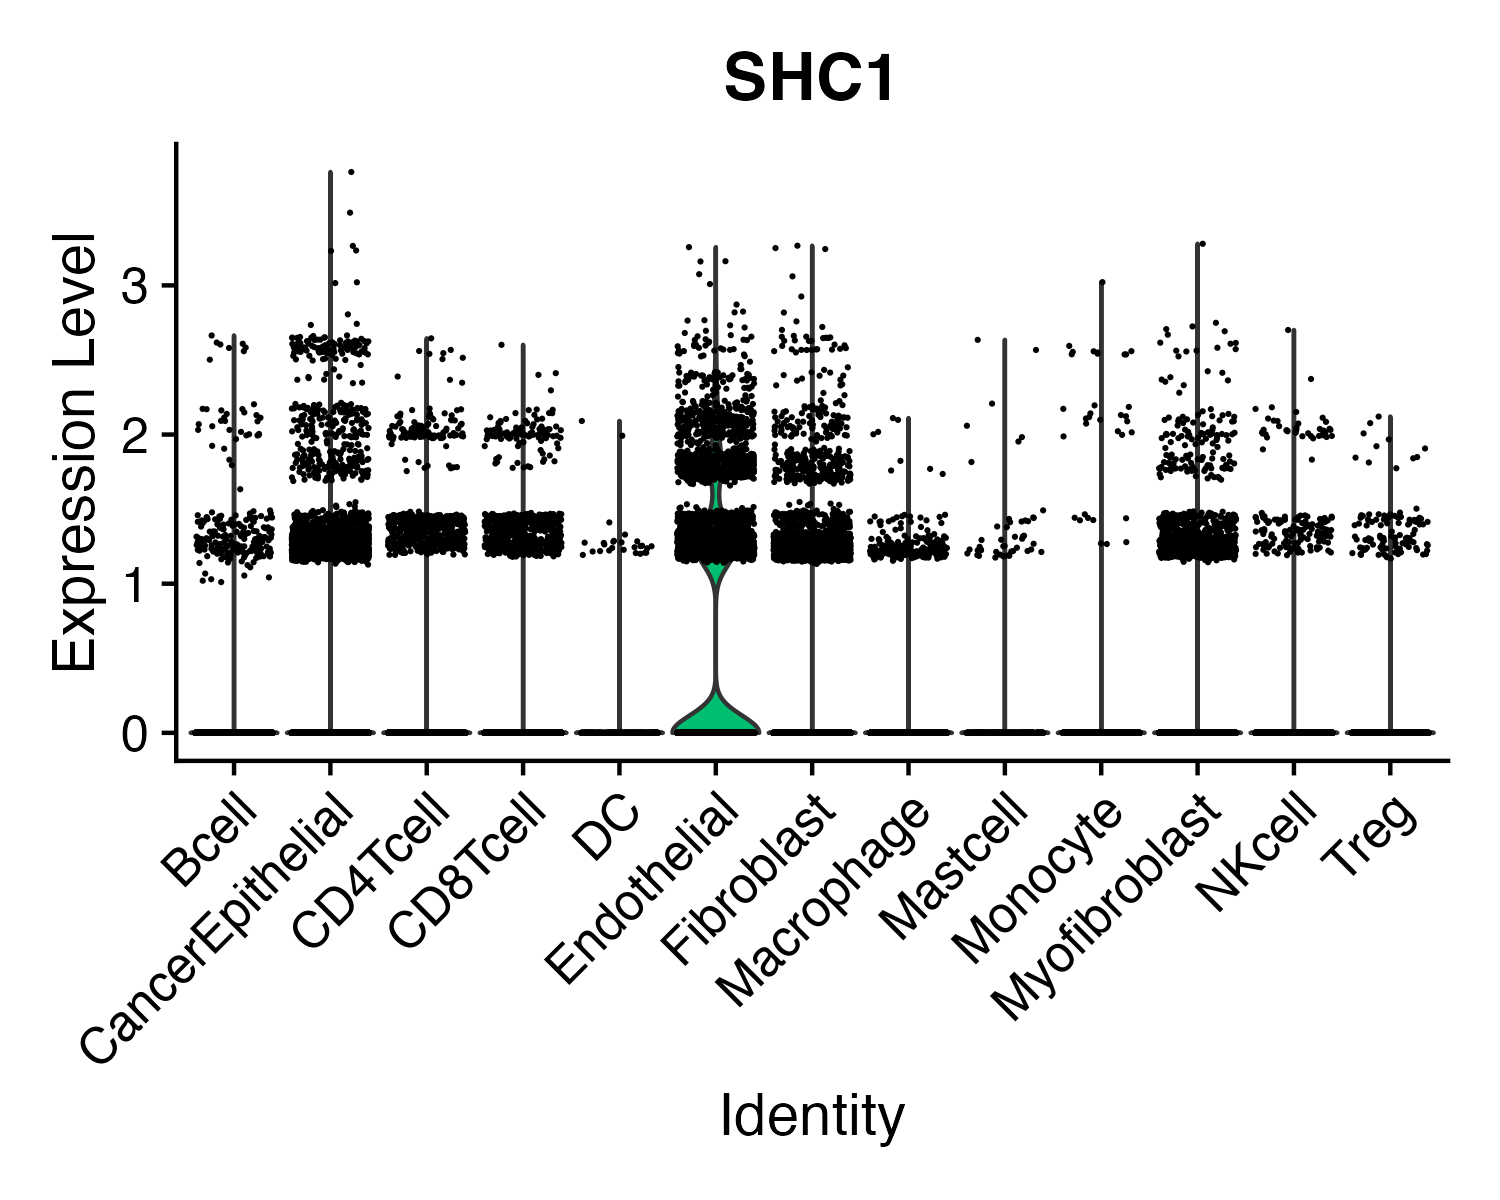 SHC1
Expression Level
3
2
1
0
Bcell
CancerEpithelial
CD4Tcell
CD8Tcell
DC
Endothelial
Fibroblast
Macrophage
Mastcell
Monocyte
Myofibroblast
NKcell
Treg
Identity